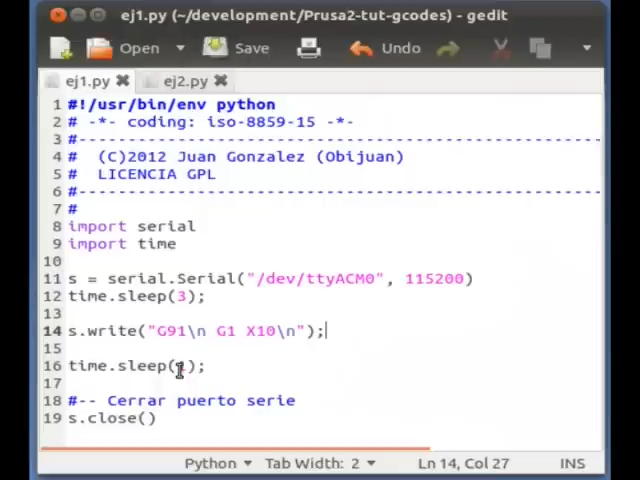 ej1.py (~/development/Prusa2-tut-gcodes) - gedit
Open Save Undo
ej1.py ej2.py
1 #!/usr/bin/env python
2 # -*- coding: iso-8859-15 -*-
3 #-------------------------------------------------------------
4 #  (C)2012 Juan Gonzalez (Obijuan)
5 #  LICENCIA GPL
6 #-------------------------------------------------------------
7 #
8 import serial
9 import time
10
11 s = serial.Serial("/dev/ttyACM0", 115200)
12 time.sleep(3);
13
14 s.write("G91\n G1 X10\n");
15
16 time.sleep(1);
17
18 #-- Cerrar puerto serie
19 s.close()
Python Tab Width: 2 Ln 14, Col 27 INS